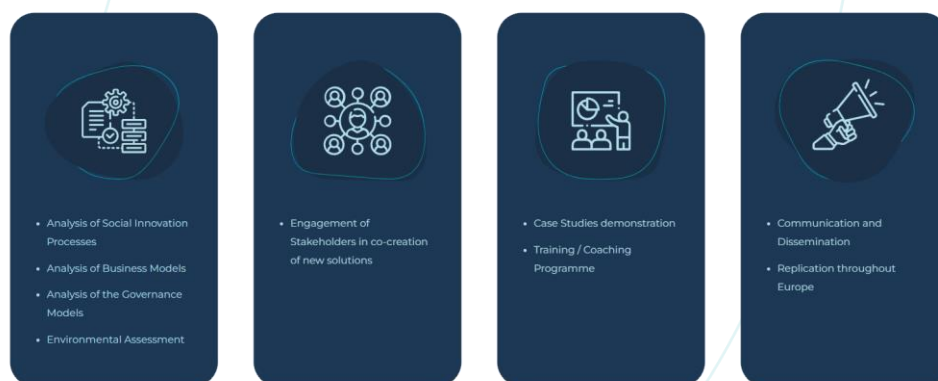 • Analysis of Social Innovation
Processes
• Analysis of Business Models
• Analysis of the Governance
Models
• Environmental Assessment
• Engagement of
Stakeholders in co-creation
of new solutions
• Case Studies demonstration
• Training / Coaching
Programme
• Communication and
Dissemination
• Replication throughout
Europe